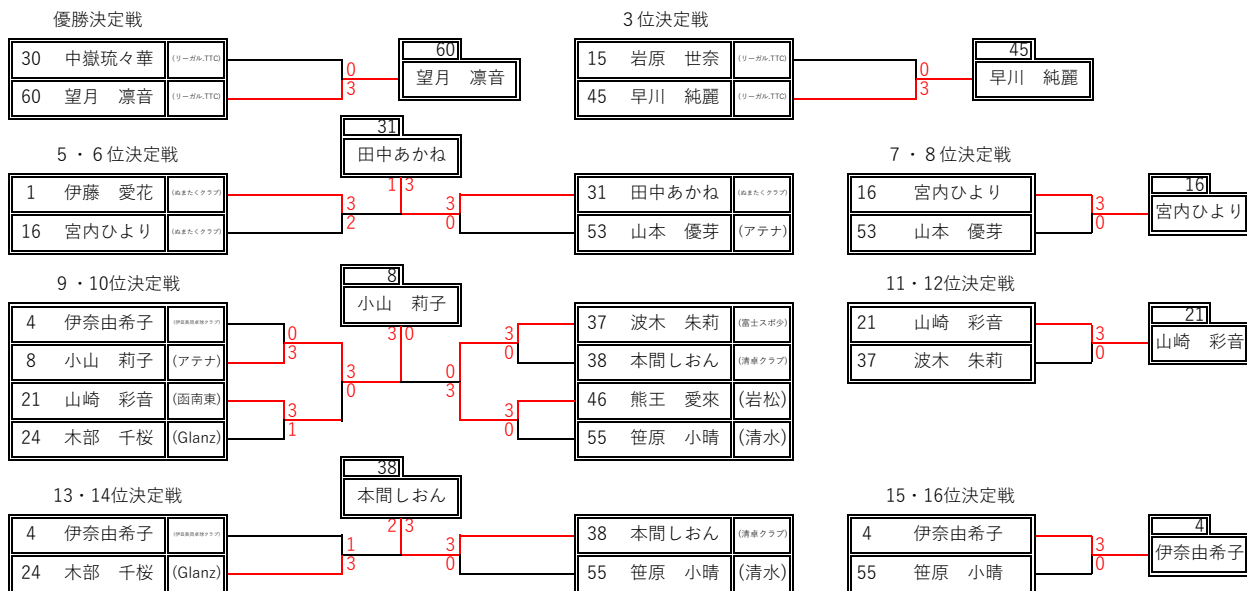 優勝決定戦
30 中嶽琉々華 (リーガル.TTC)
60 望月 凛音 (リーガル.TTC)
0
3
60
望月 凛音
3位決定戦
15 岩原 世奈 (リーガル.TTC)
45 早川 純麗 (リーガル.TTC)
0
3
45
早川 純麗
5・6位決定戦
1 伊藤 愛花 (ぬまたくクラブ)
16 宮内ひより (ぬまたくクラブ)
3
2
31
田中あかね
1 3
3
0
31 田中あかね (ぬまたくクラブ)
53 山本 優芽 (アテナ)
7・8位決定戦
16 宮内ひより
53 山本 優芽
3
0
16
宮内ひより
9・10位決定戦
4 伊奈由希子
8 小山 莉子 (アテナ)
21 山崎 彩音 (函南東)
24 木部 千桜 (Glanz)
0
3
3
1
3
0
8
小山 莉子
3 0
0
3
3
0
3
0
37 波木 朱莉 (富士スポ少)
38 本間しおん (清卓クラブ)
46 熊王 愛來 (岩松)
55 笹原 小晴 (清水)
11・12位決定戦
21 山崎 彩音
37 波木 朱莉
3
0
21
山崎 彩音
13・14位決定戦
4 伊奈由希子
24 木部 千桜 (Glanz)
1
3
38
本間しおん
2 3
3
0
38 本間しおん (清卓クラブ)
55 笹原 小晴 (清水)
15・16位決定戦
4 伊奈由希子
55 笹原 小晴
3
0
4
伊奈由希子